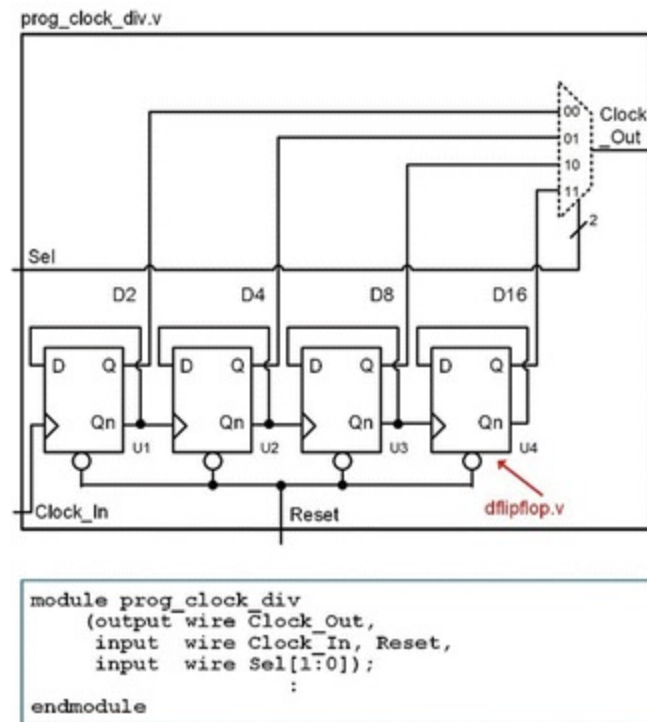 prog_clock_div.v
00
Clock
01
_Out
10
11
2
Sel
D2 D4 D8 D16
D Q D Q D Q D Q
Qn Qn Qn Qn
U1 U2 U3 U4
Clock_In
Reset
dflipflop.v
module prog_clock_div
(output wire Clock_Out,
input wire Clock_In, Reset,
input wire Sel[1:0]);
:
endmodule